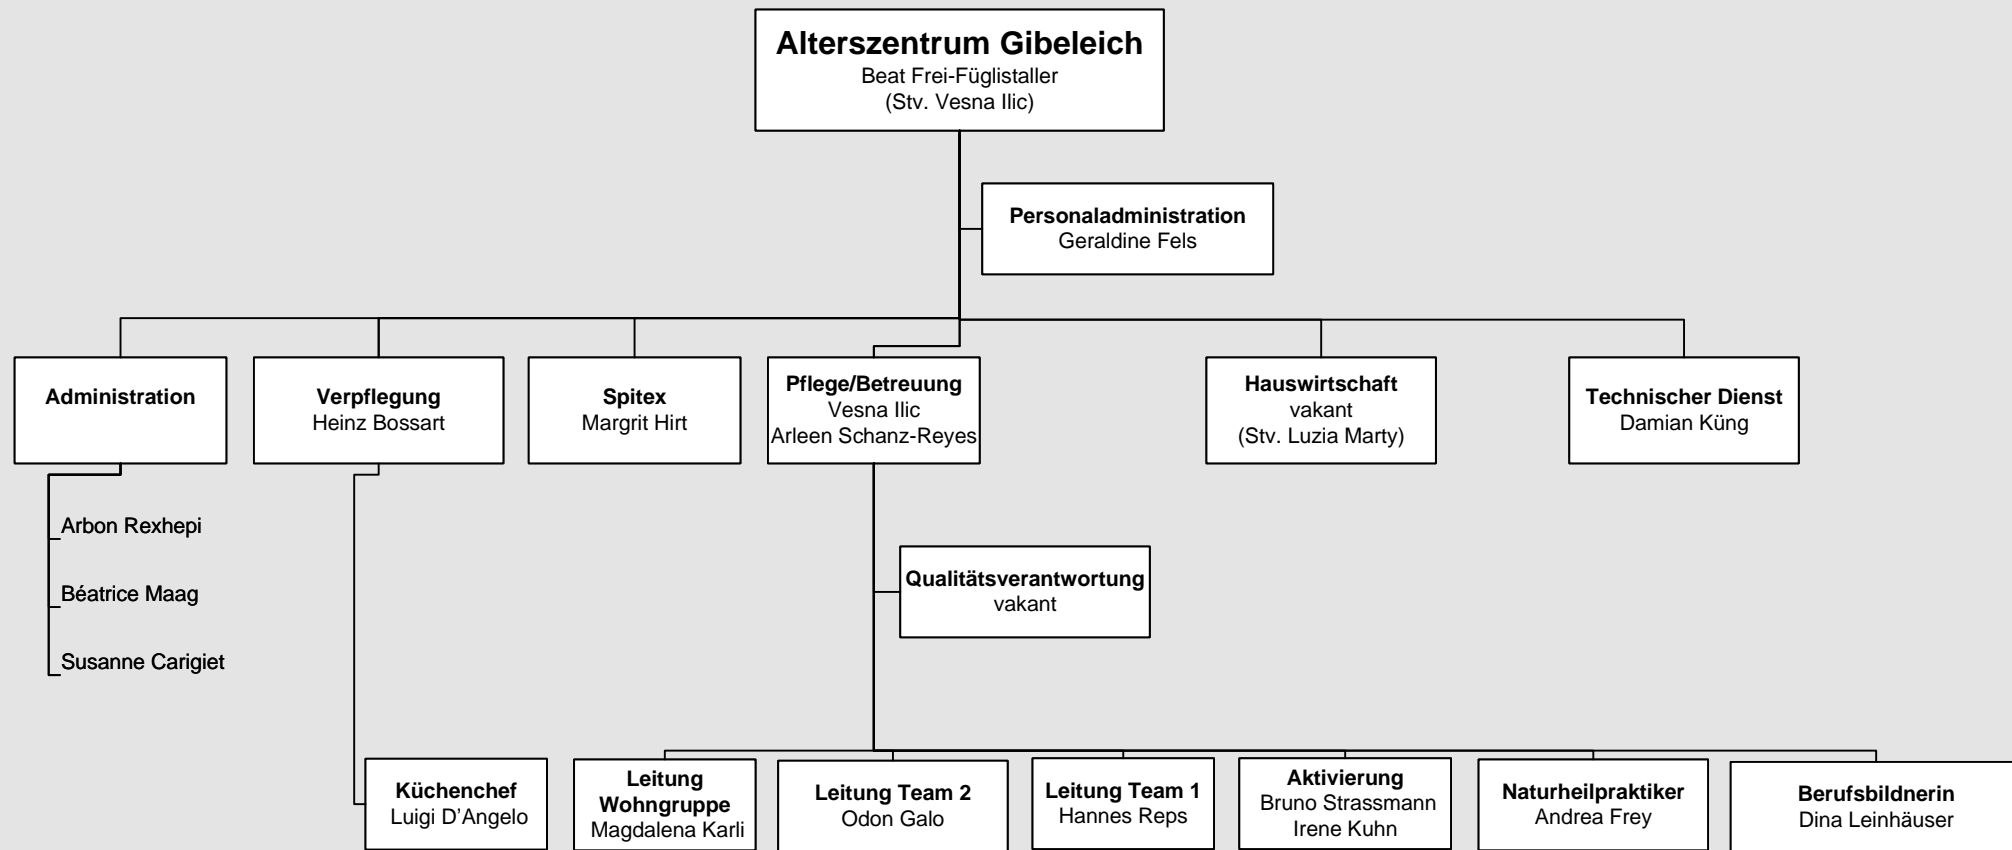 Alterszentrum Gibeleich
Beat Frei-Füglistaller
(Stv. Vesna Ilic)
Personaladministration
Geraldine Fels
Administration
Verpflegung
Heinz Bossart
Spitex
Margrit Hirt
Pflege/Betreuung
Vesna Ilic
Arleen Schanz-Reyes
Hauswirtschaft
vakant
(Stv. Luzia Marty)
Technischer Dienst
Damian Küng
Arbon Rexhepi
Béatrice Maag
Susanne Carigiet
Qualitätsverantwortung
vakant
Küchenchef
Luigi D'Angelo
Leitung
Wohngruppe
Magdalena Karli
Leitung Team 2
Odon Galo
Leitung Team 1
Hannes Reps
Aktivierung
Bruno Strassmann
Irene Kuhn
Naturheilpraktiker
Andrea Frey
Berufsbildnerin
Dina Leinhäuser